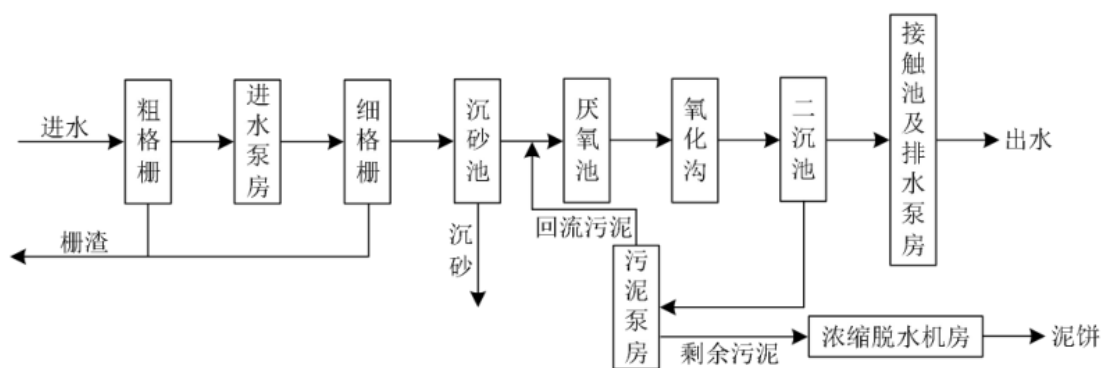 进水
粗格栅
进水泵房
细格栅
沉砂池
厌氧池
氧化沟
二沉池
接触池及排水泵房
出水
栅渣
沉砂
回流污泥
污泥泵房
剩余污泥
浓缩脱水机房
泥饼